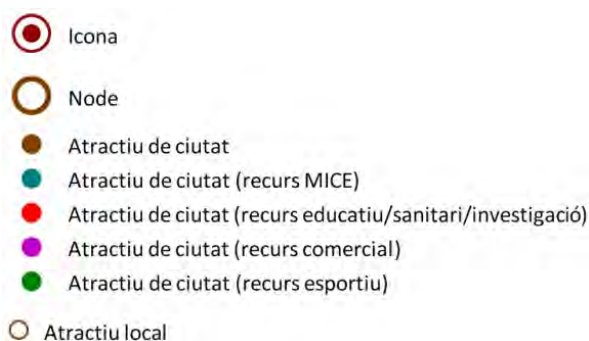 Icona
Node
Atractiu de ciutat
Atractiu de ciutat (recurs MICE)
Atractiu de ciutat (recurs educatiu/sanitari/investigació)
Atractiu de ciutat (recurs comercial)
Atractiu de ciutat (recurs esportiu)
Atractiu local